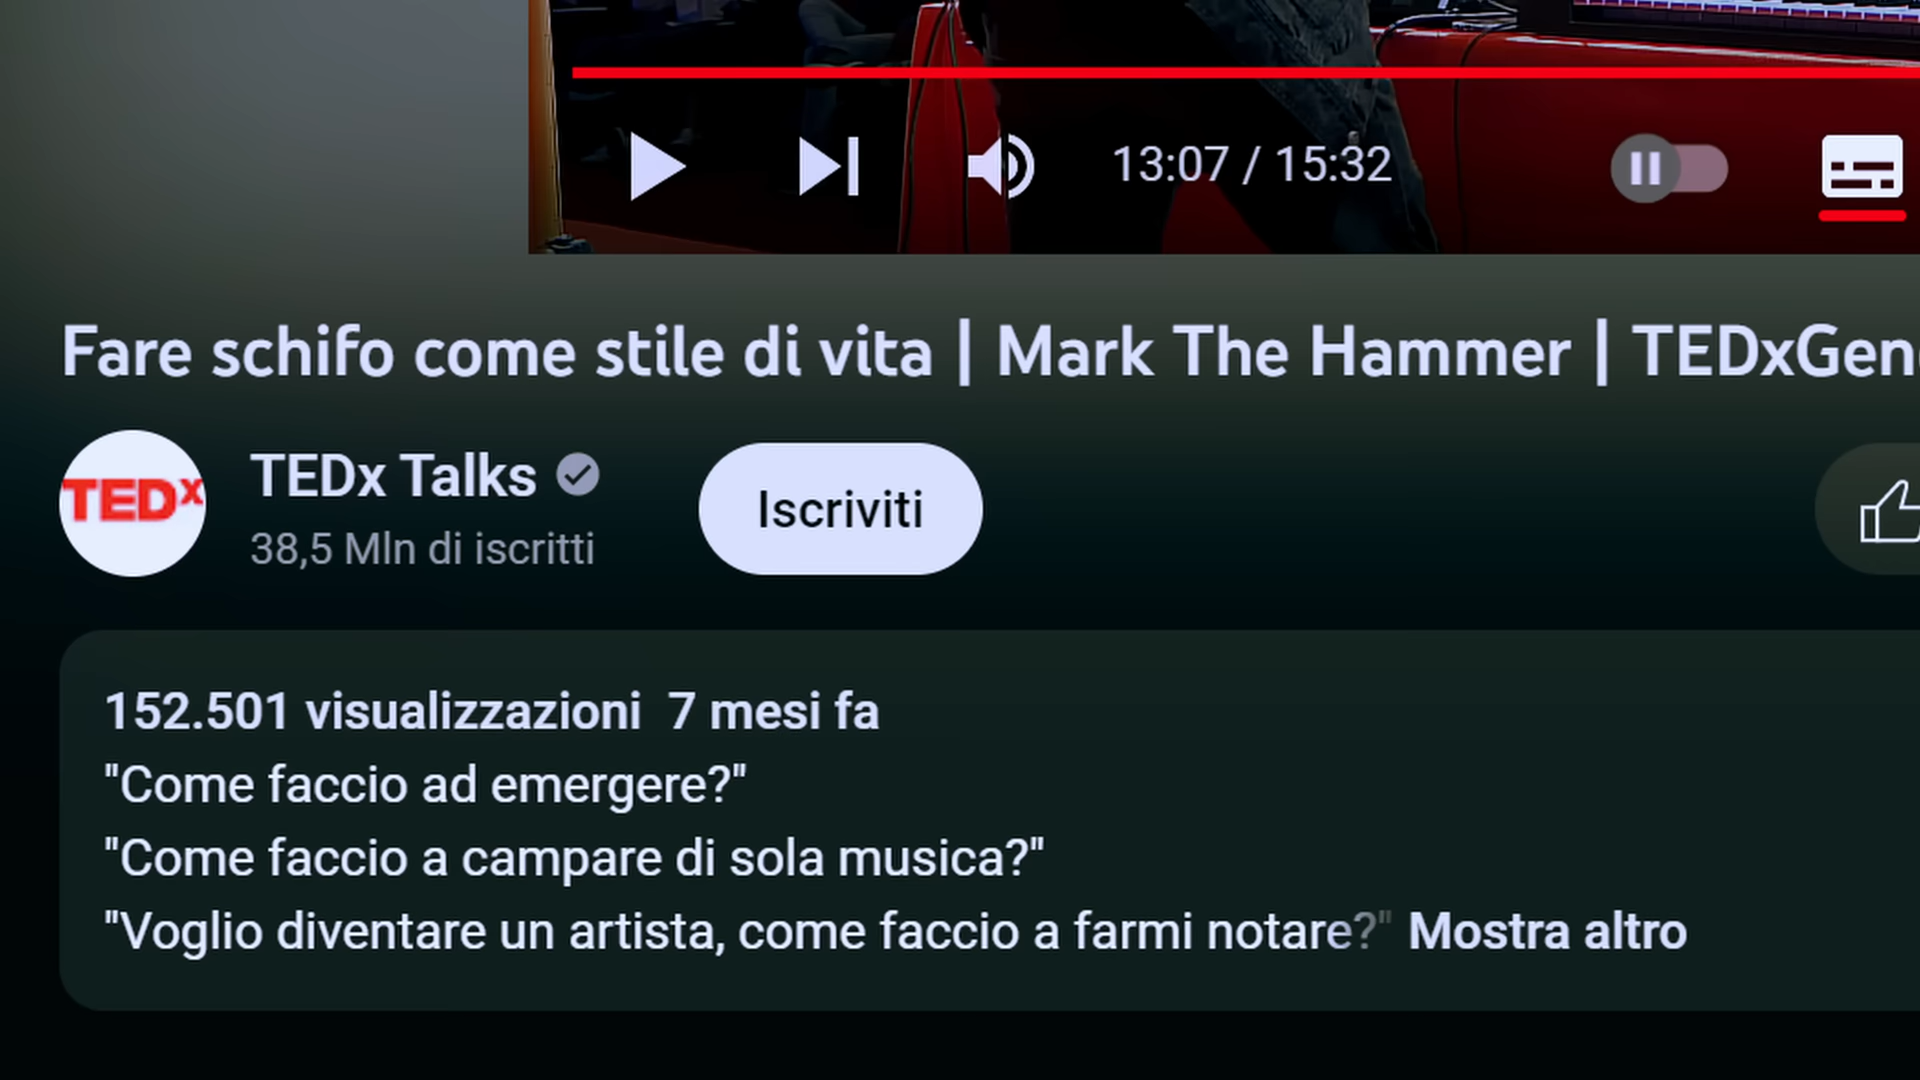 13:07 / 15:32
Fare schifo come stile di vita | Mark The Hammer |
TEDx
TEDx Talks
38,5 Mln di iscritti
Iscriviti
152.501 visualizzazioni 7 mesi fa
"Come faccio ad emergere?"
"Come faccio a campare di sola musica?"
"Voglio diventare un artista, come faccio a farmi notare?" Mostra altro